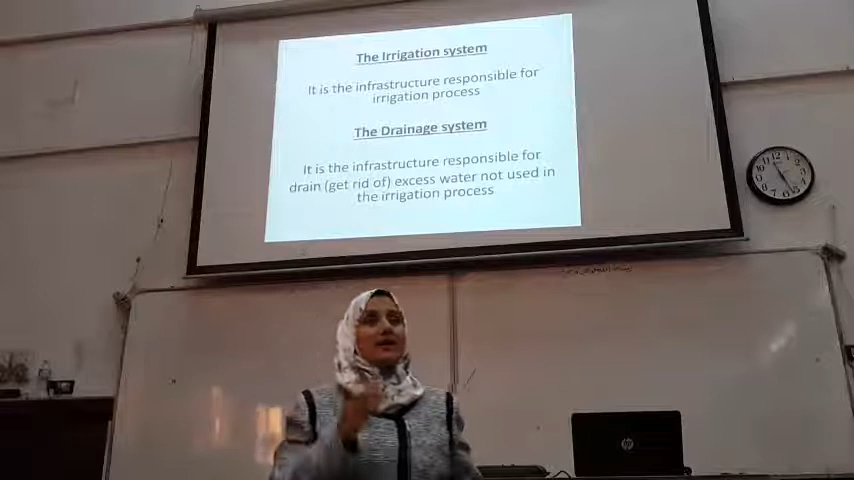 The Irrigation system
It is the infrastructure responsible for
irrigation process
The Drainage system
It is the infrastructure responsible for
drain (get rid of) excess water not used in
the irrigation process
hp